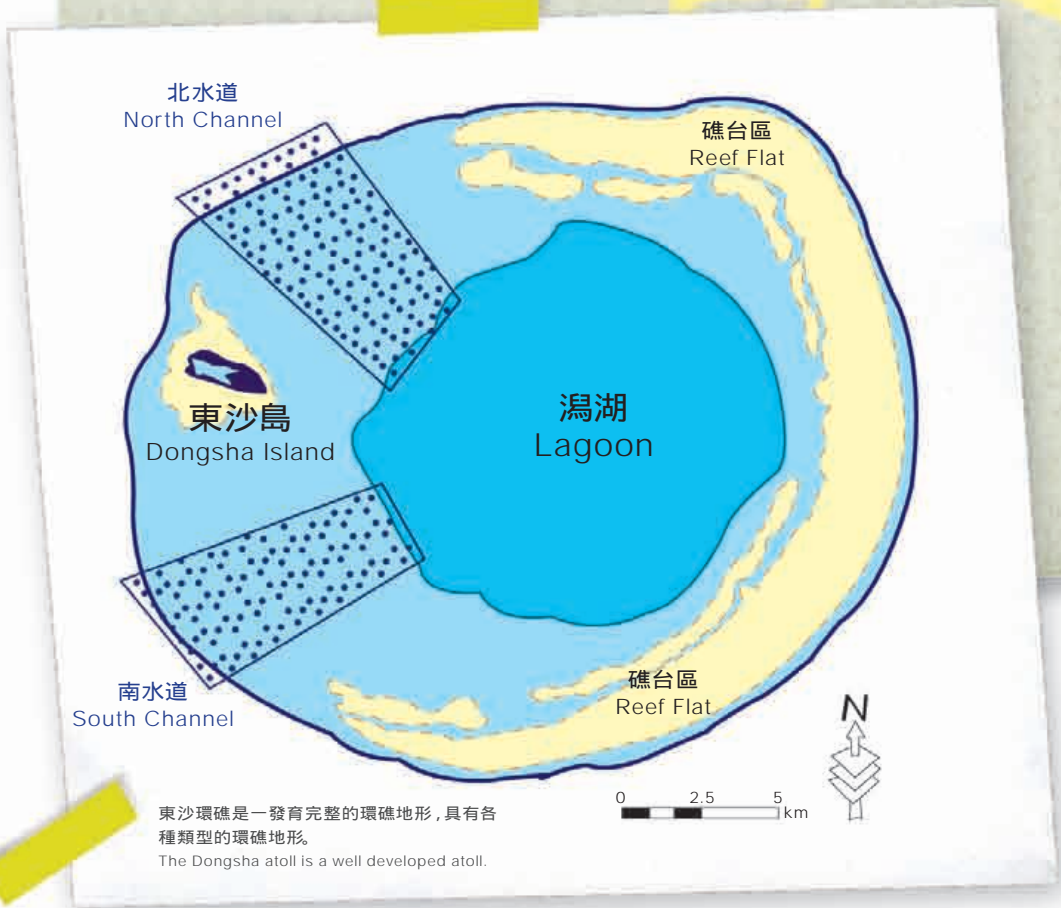 北水道
North Channel
礁台區
Reef Flat
東沙島
Dongsha Island
潟湖
Lagoon
礁台區
Reef Flat
南水道
South Channel
N
0 2.5 5
km
東沙環礁是一發育完整的環礁地形,具有各
種類型的環礁地形。
The Dongsha atoll is a well developed atoll.